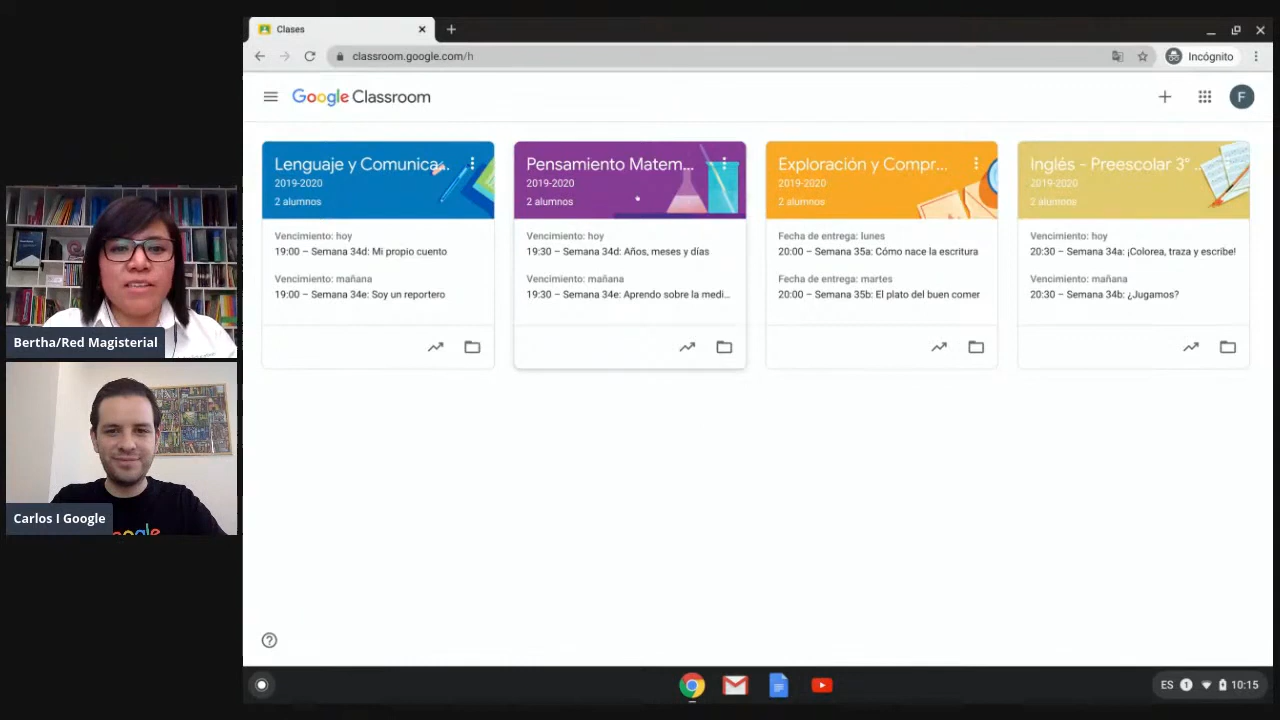 Clases
classroom.google.com/h
Incógnito
Google Classroom
F
Lenguaje y Comunica...
2019-2020
2 alumnos
Vencimiento: hoy
19:00 – Semana 34d: Mi propio cuento
Vencimiento: mañana
19:00 – Semana 34e: Soy un reportero
Pensamiento Matem...
2019-2020
2 alumnos
Vencimiento: hoy
19:30 – Semana 34d: Años, meses y días
Vencimiento: mañana
19:30 – Semana 34e: Aprendo sobre la medi...
Exploración y Compr...
2019-2020
2 alumnos
Fecha de entrega: lunes
20:00 – Semana 35a: Cómo nace la escritura
Fecha de entrega: martes
20:00 – Semana 35b: El plato del buen comer
Inglés - Preescolar 3° ...
2019-2020
2 alumnos
Vencimiento: hoy
20:30 – Semana 34a: ¡Colorea, traza y escribe!
Vencimiento: mañana
20:30 – Semana 34b: ¿Jugamos?
Bertha/Red Magisterial
Carlos I Google
ES 1 10:15